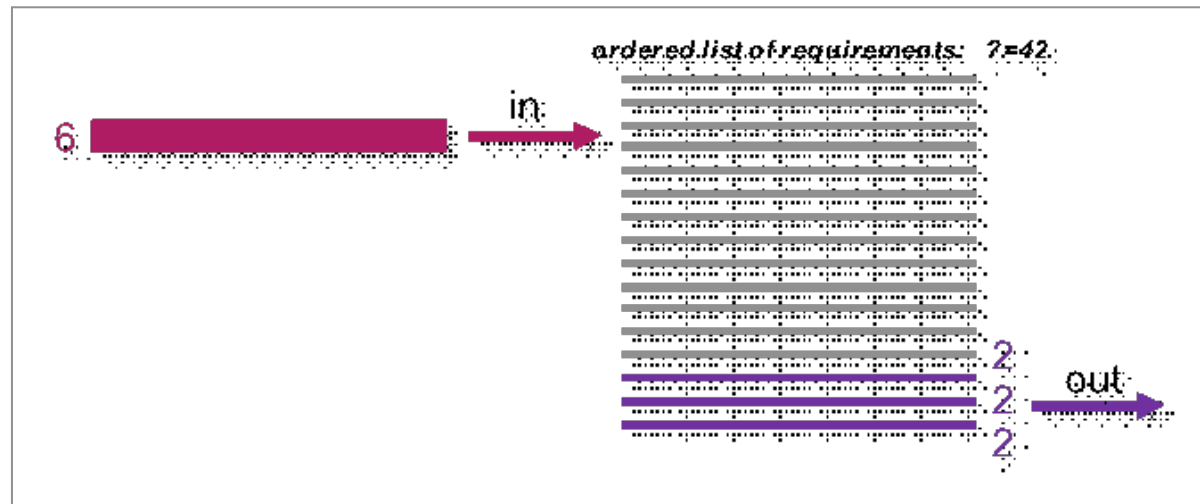 ordered list of requirements: ?=42
6
in
2
out
2
2